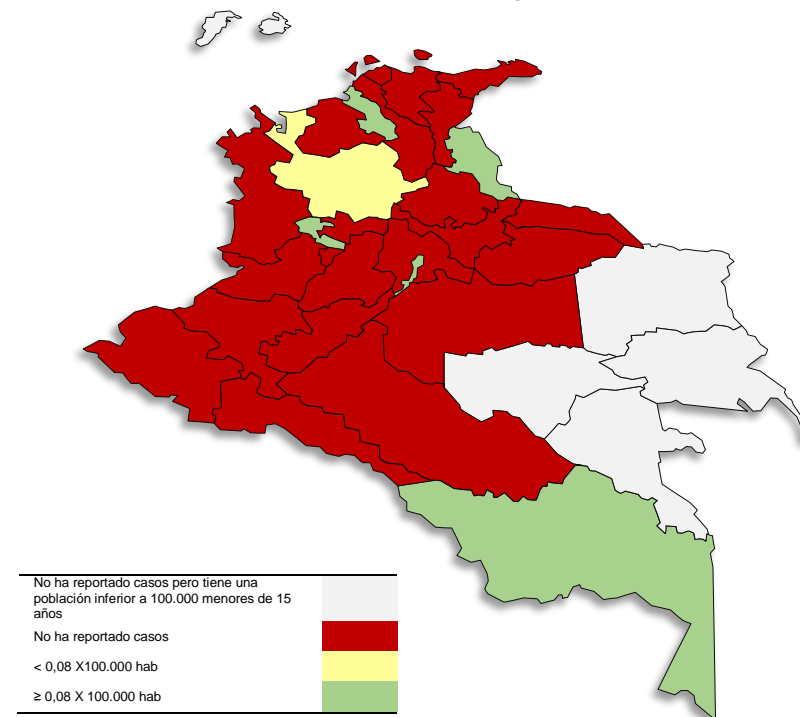 No ha reportado casos pero tiene una
población inferior a 100.000 menores de 15
años
No ha reportado casos
< 0,08 X100.000 hab
≥ 0,08 X 100.000 hab